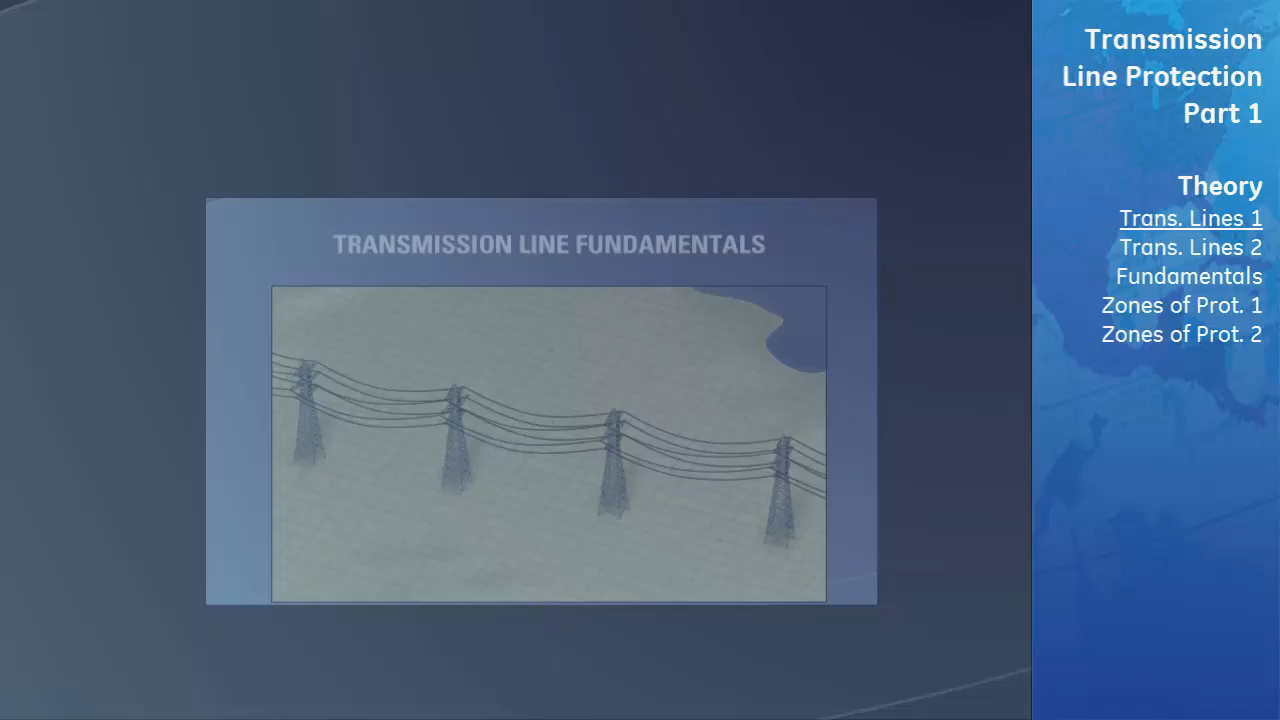 TRANSMISSION LINE FUNDAMENTALS
Transmission
Line Protection
Part 1
Theory
Trans. Lines 1
Trans. Lines 2
Fundamentals
Zones of Prot. 1
Zones of Prot. 2